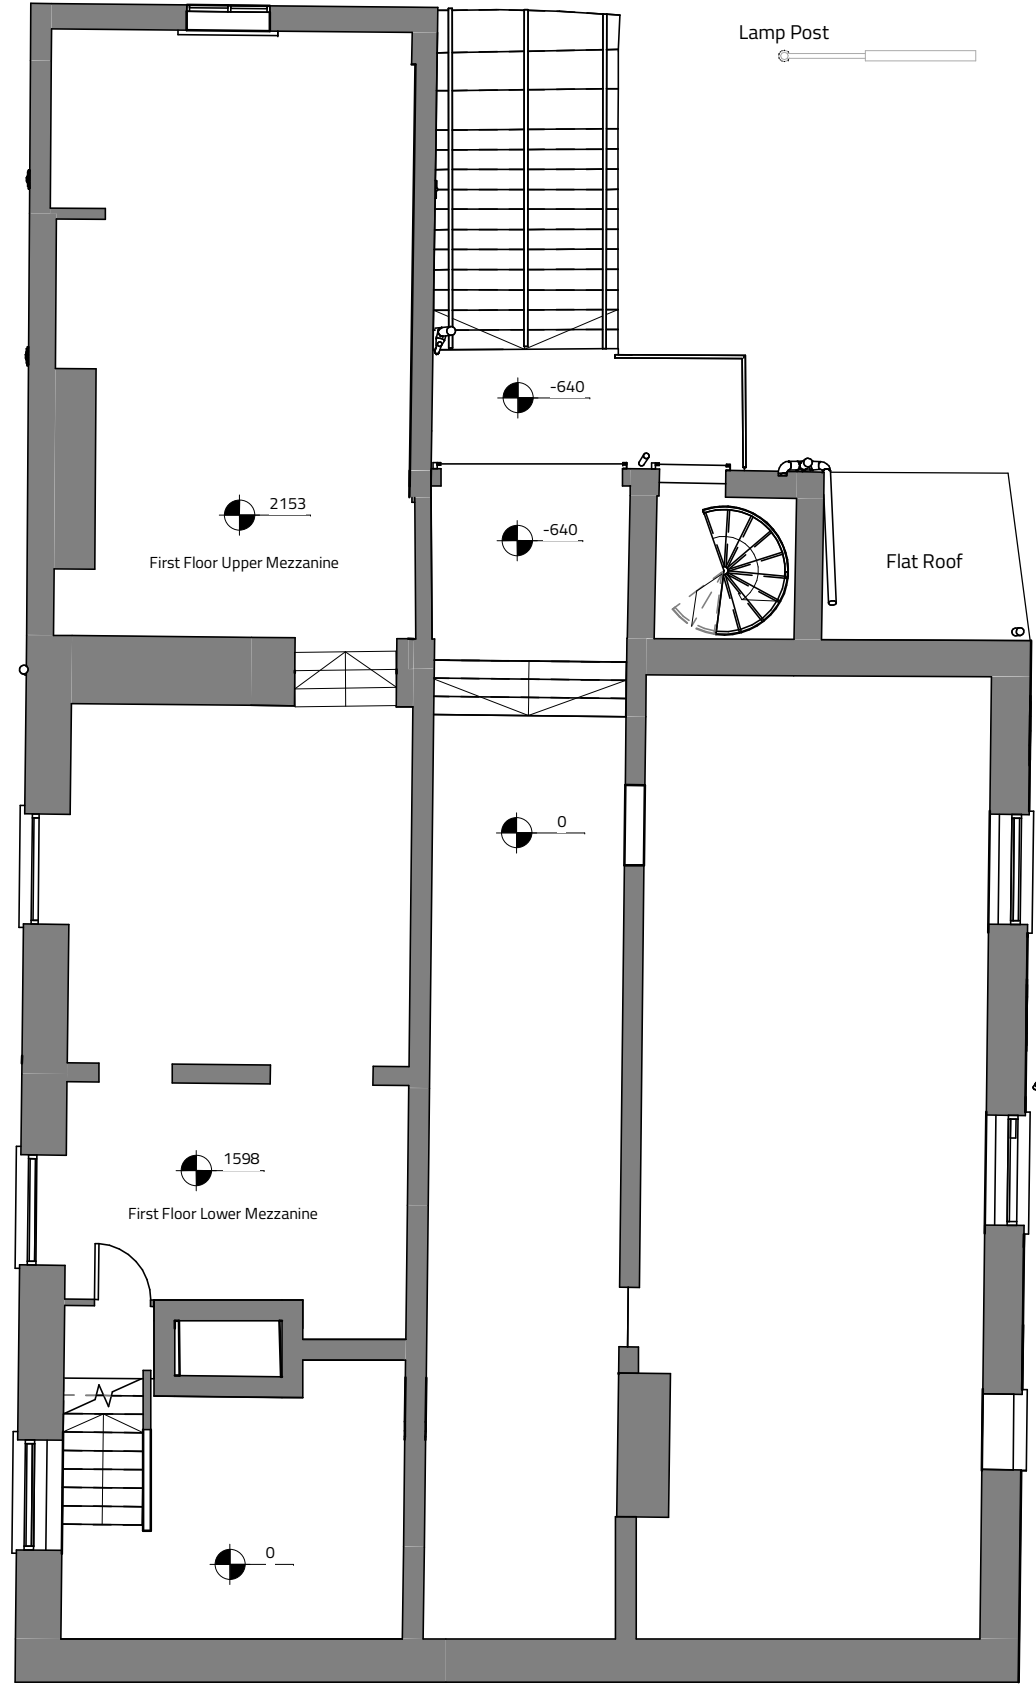 Lamp Post
-640
2153
-640
First Floor Upper Mezzanine
Flat Roof
0
1598
First Floor Lower Mezzanine
0